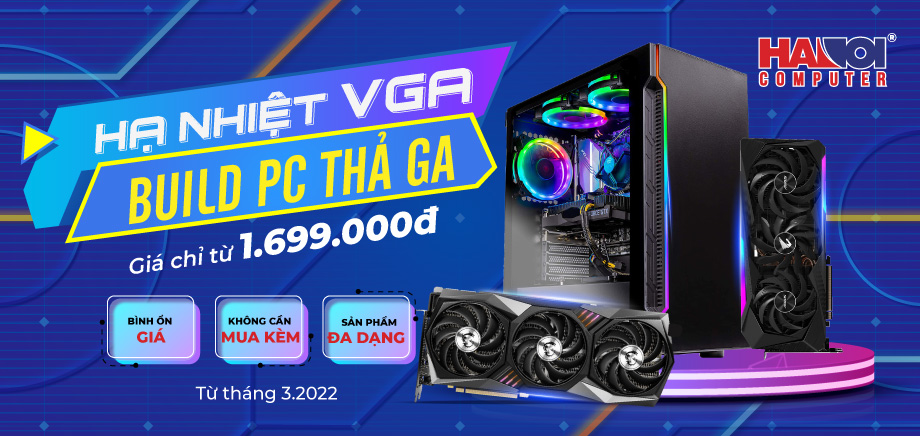 HANOI®
COMPUTER
HẠ NHIỆT VGA
BUILD PC THẢ GA
Giá chỉ từ 1.699.000đ
BÌNH ỔN
GIÁ
KHÔNG CẦN
MUA KÈM
SẢN PHẨM
ĐA DẠNG
Từ tháng 3.2022